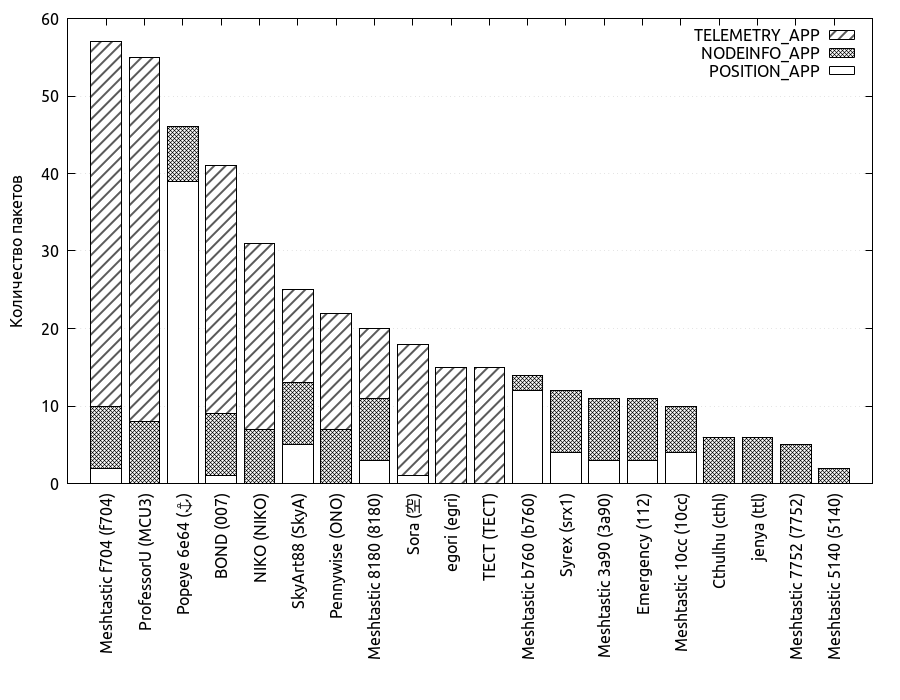 60
50
40
30
20
10
0
Количество пакетов
TELEMETRY_APP
NODEINFO_APP
POSITION_APP
Meshtastic f704 (f704)
ProfessorU (MCU3)
Popeye 6e64 (⚓)
BOND (007)
NIKO (NIKO)
SkyArt88 (SkyA)
Pennywise (ONO)
Meshtastic 8180 (8180)
Sora (空)
egori (egri)
ТЕСТ (ТЕСТ)
Meshtastic b760 (b760)
Syrex (srx1)
Meshtastic 3a90 (3a90)
Emergency (112)
Meshtastic 10cc (10cc)
Cthulhu (cthl)
jenya (ttl)
Meshtastic 7752 (7752)
Meshtastic 5140 (5140)